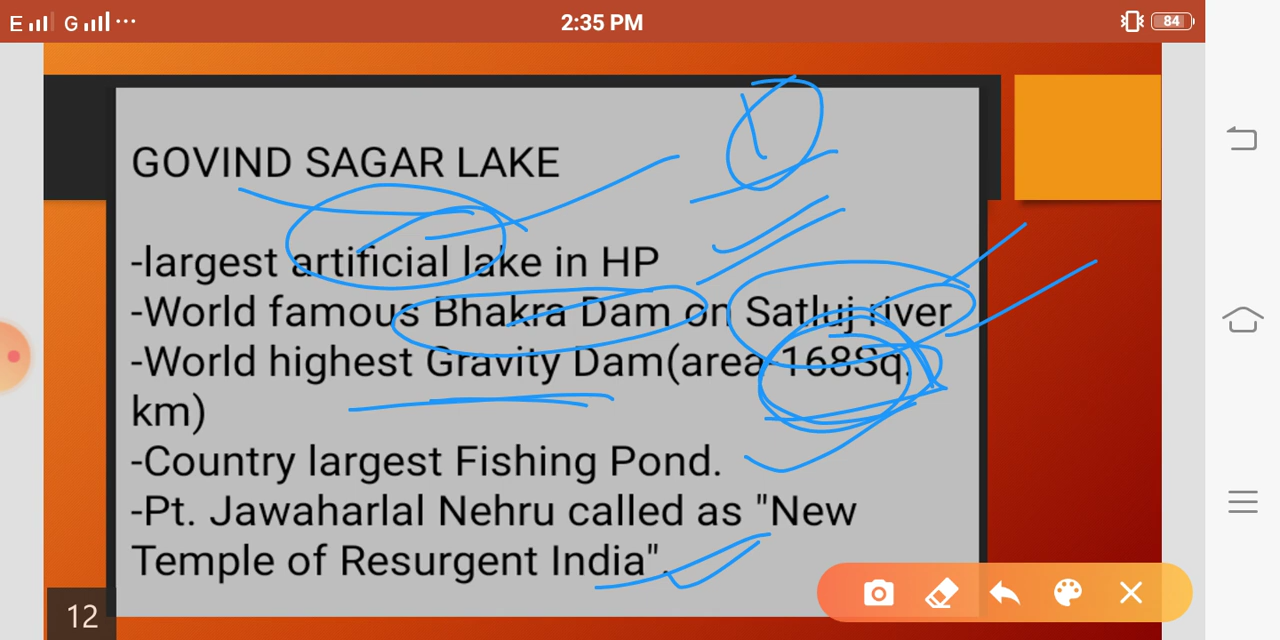 E G 2:35 PM 84
GOVIND SAGAR LAKE
-largest artificial lake in HP
-World famous Bhakra Dam on Satluj river
-World highest Gravity Dam(area-168Sq.
km)
-Country largest Fishing Pond.
-Pt. Jawaharlal Nehru called as "New
Temple of Resurgent India".
12